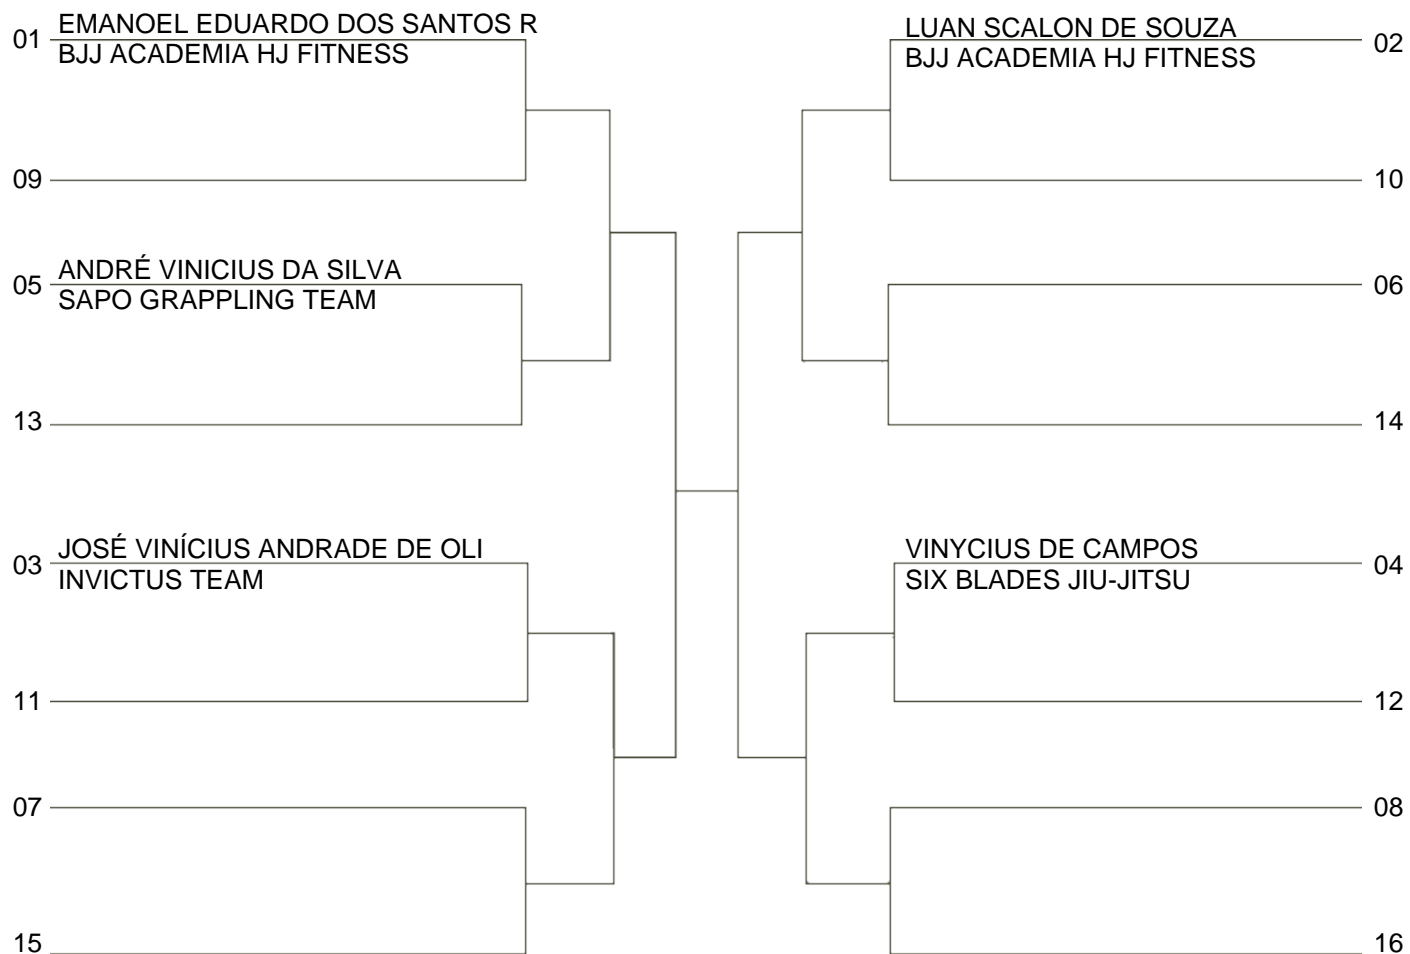 01
EMANOEL EDUARDO DOS SANTOS R
BJJ ACADEMIA HJ FITNESS
09
05
ANDRÉ VINICIUS DA SILVA
SAPO GRAPPLING TEAM
13
03
JOSÉ VINÍCIUS ANDRADE DE OLI
INVICTUS TEAM
11
07
15
LUAN SCALON DE SOUZA
BJJ ACADEMIA HJ FITNESS
02
10
06
14
VINYCIUS DE CAMPOS
SIX BLADES JIU-JITSU
04
12
08
16